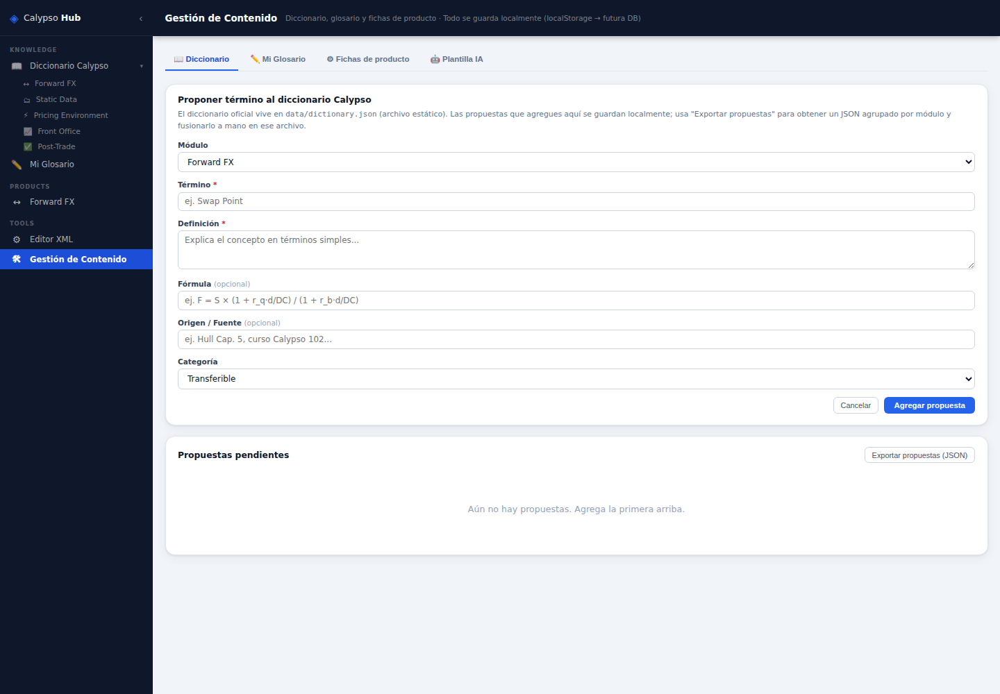 Calypso Hub
Gestión de Contenido
Diccionario, glosario y fichas de producto · Todo se guarda localmente (localStorage → futura DB)
KNOWLEDGE
Diccionario Calypso
Forward FX
Static Data
Pricing Environment
Front Office
Post-Trade
Mi Glosario
PRODUCTS
Forward FX
TOOLS
Editor XML
Gestión de Contenido
Diccionario
Mi Glosario
Fichas de producto
Plantilla IA
Proponer término al diccionario Calypso
El diccionario oficial vive en data/dictionary.json (archivo estático). Las propuestas que agregues aquí se guardan localmente; usa "Exportar propuestas" para obtener un JSON agrupado por módulo y
fusionarlo a mano en ese archivo.
Módulo
Forward FX
Término *
ej. Swap Point
Definición *
Explica el concepto en términos simples...
Fórmula (opcional)
ej. F = S × (1 + r_q·d/DC) / (1 + r_b·d/DC)
Origen / Fuente (opcional)
ej. Hull Cap. 5, curso Calypso 102...
Categoría
Transferible
Cancelar
Agregar propuesta
Propuestas pendientes
Exportar propuestas (JSON)
Aún no hay propuestas. Agrega la primera arriba.